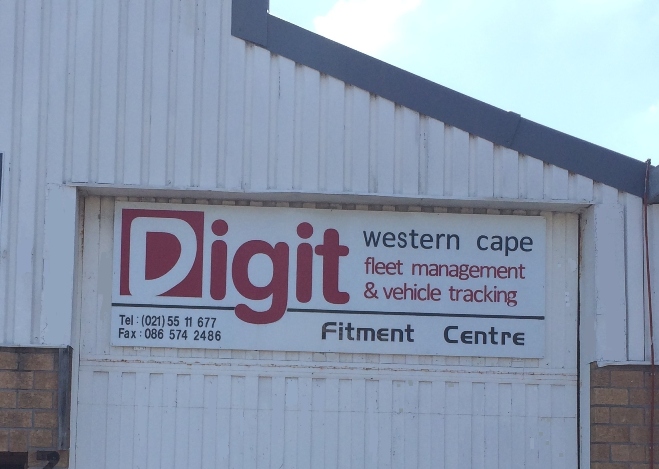 Digit
western cape
fleet management
& vehicle tracking
Tel : (021) 55 11 677
Fax : 086 574 2486
Fitment Centre